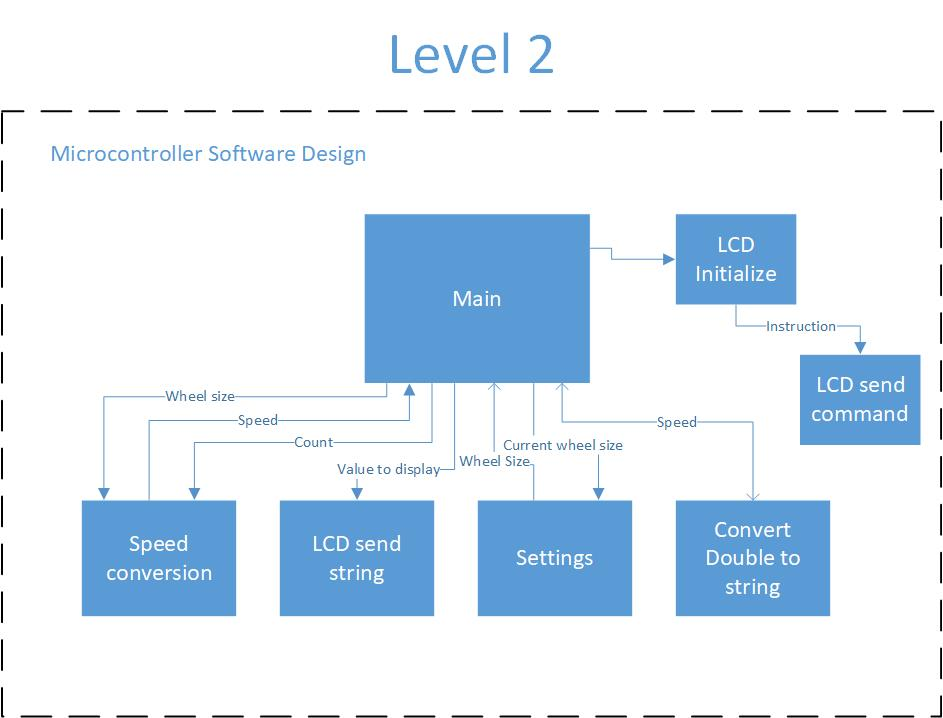 Level 2
Microcontroller Software Design
Main
LCD
Initialize
Instruction
LCD send
command
Wheel size
Speed
Count
Value to display
Wheel Size
Current wheel size
Speed
Speed
conversion
LCD send
string
Settings
Convert
Double to
string